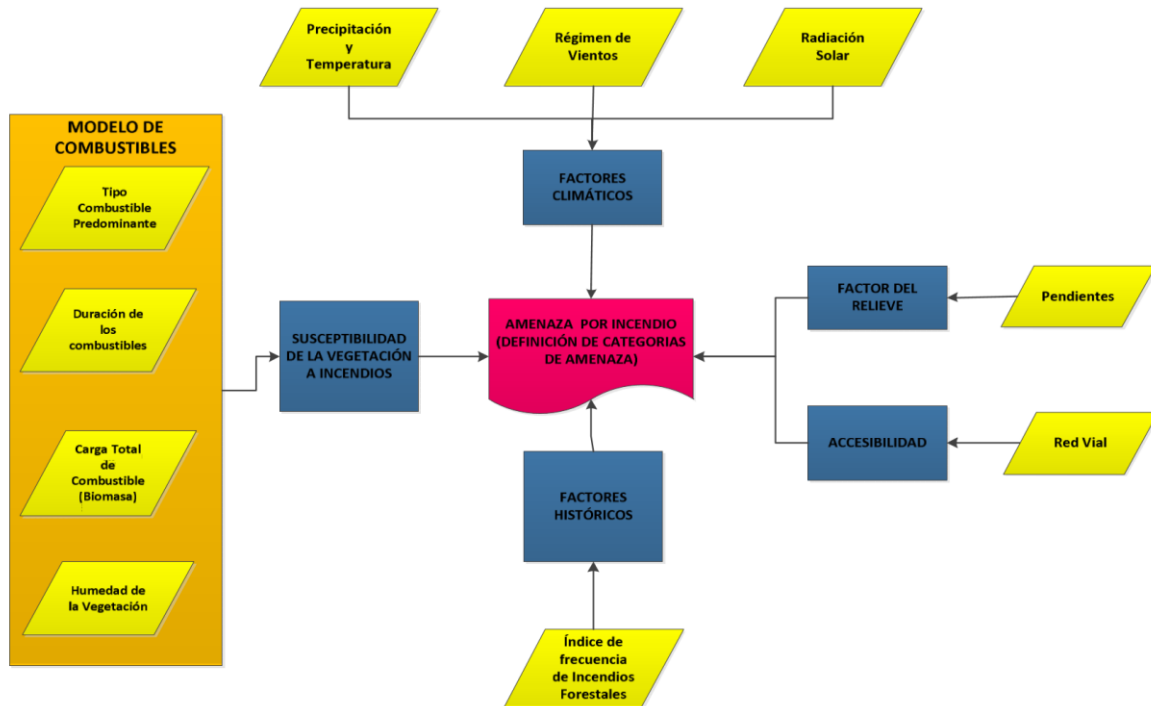 Precipitación
y
Temperatura
Régimen de
Vientos
Radiación
Solar
MODELO DE
COMBUSTIBLES
Tipo
Combustible
Predominante
Duración de
los
combustibles
Carga Total
de
Combustible
(Biomasa)
Humedad de
la Vegetación
FACTORES
CLIMÁTICOS
SUSCEPTIBILIDAD
DE LA VEGETACIÓN
A INCENDIOS
AMENAZA POR INCENDIO
(DEFINICIÓN DE CATEGORIAS
DE AMENAZA)
FACTOR DEL
RELIEVE
Pendientes
ACCESIBILIDAD
Red Vial
FACTORES
HISTÓRICOS
Índice de
frecuencia
de Incendios
Forestales